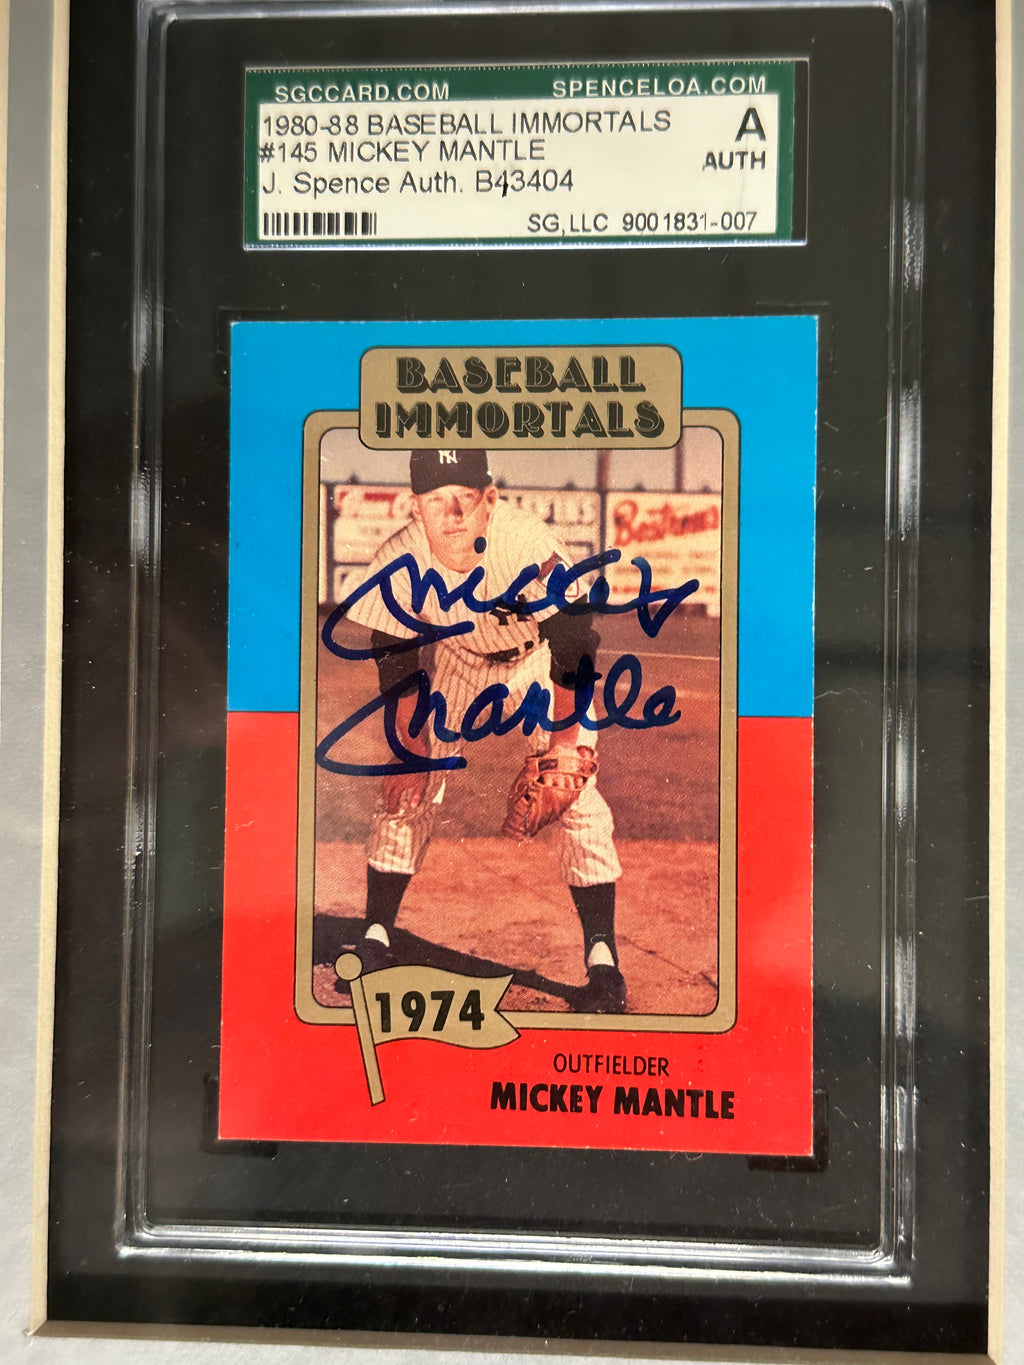 SGCCARD.COM SPENCELOA.COM
1980-88 BASEBALL IMMORTALS A
#145 MICKEY MANTLE AUTH
J. Spence Auth. B43404
SG, LLC 9001831-007
BASEBALL
IMMORTALS
NY
Mickey
Mantle
1974
OUTFIELDER
MICKEY MANTLE